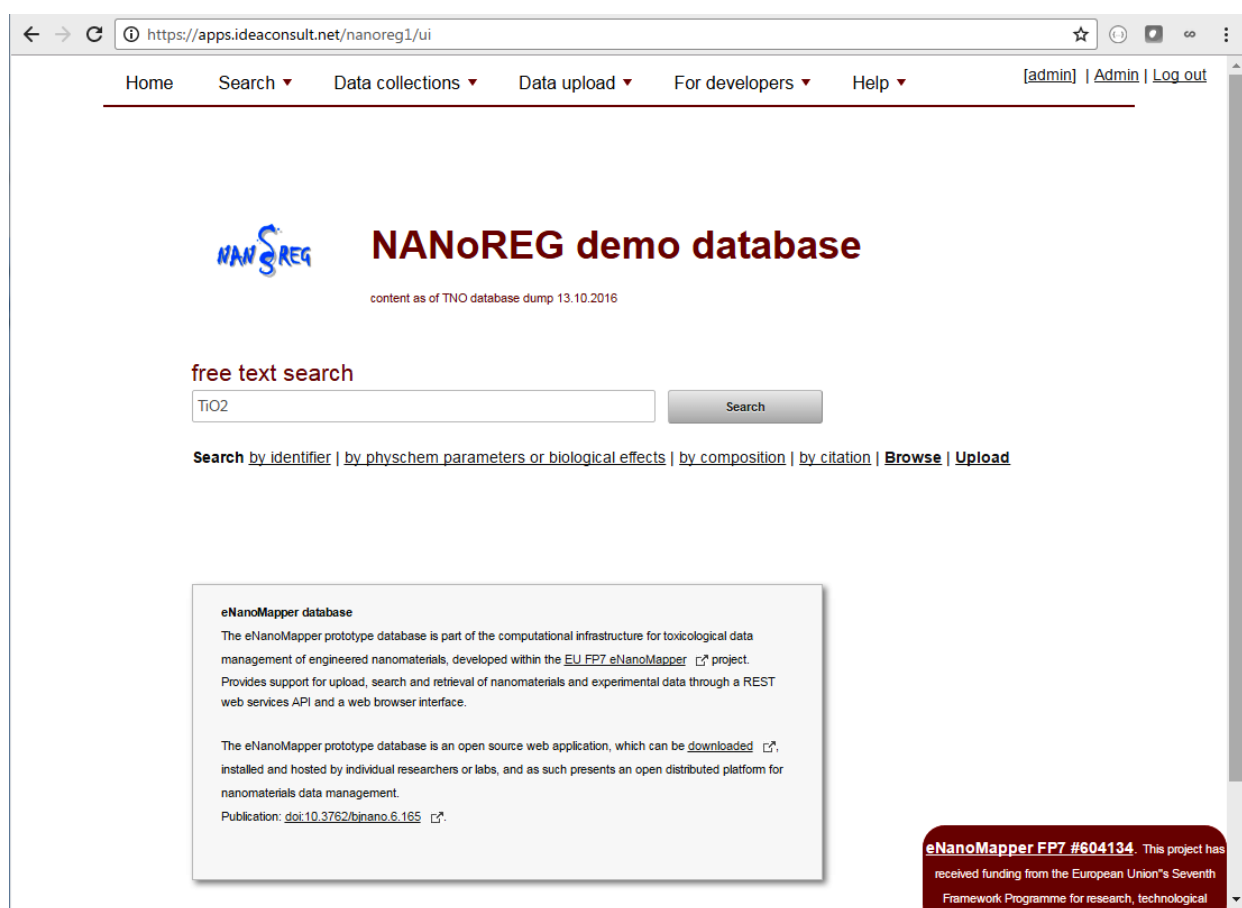 https://apps.ideaconsult.net/nanoreg1/ui
Home Search ▼ Data collections ▼ Data upload ▼ For developers ▼ Help ▼ [admin] | Admin | Log out
NANoREG
NANoREG demo database
content as of TNO database dump 13.10.2016
free text search
TiO2 Search
Search by identifier | by physchem parameters or biological effects | by composition | by citation | Browse | Upload
eNanoMapper database
The eNanoMapper prototype database is part of the computational infrastructure for toxicological data
management of engineered nanomaterials, developed within the EU FP7 eNanoMapper project.
Provides support for upload, search and retrieval of nanomaterials and experimental data through a REST
web services API and a web browser interface.
The eNanoMapper prototype database is an open source web application, which can be downloaded ,
installed and hosted by individual researchers or labs, and as such presents an open distributed platform for
nanomaterials data management.
Publication: doi:10.3762/bjnano.6.165 .
eNanoMapper FP7 #604134. This project has
received funding from the European Union"s Seventh
Framework Programme for research, technological